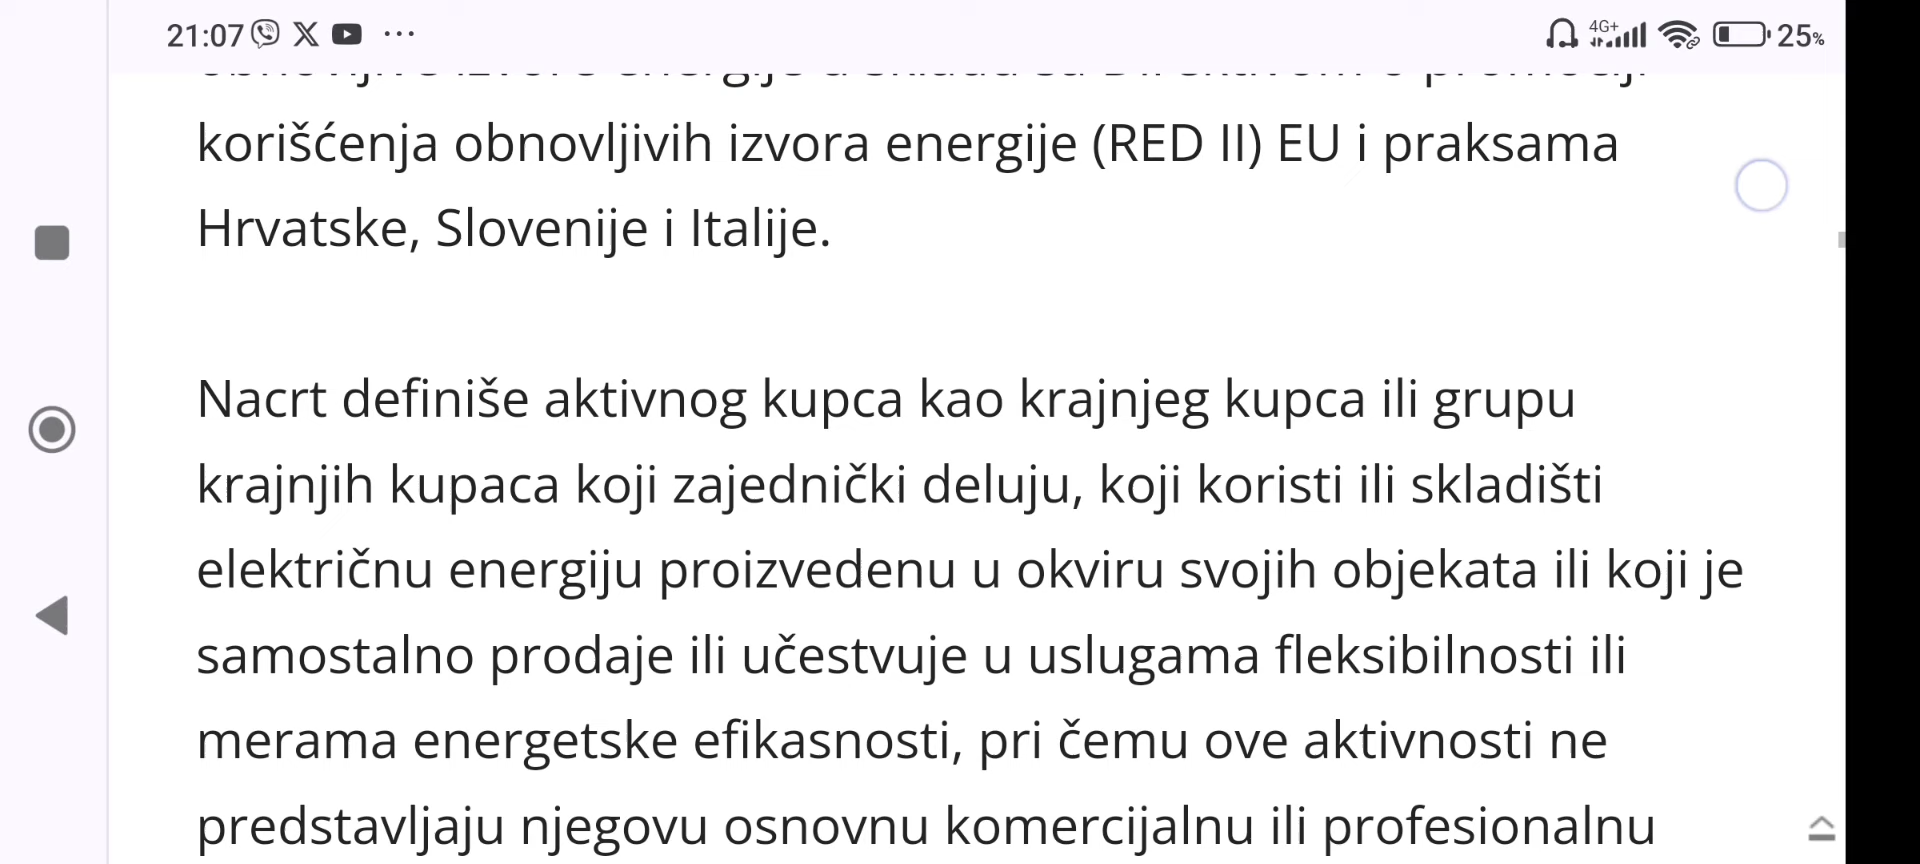 21:07
4G+
25%
korišćenja obnovljivih izvora energije (RED II) EU i praksama
Hrvatske, Slovenije i Italije.
Nacrt definiše aktivnog kupca kao krajnjeg kupca ili grupu
krajnjih kupaca koji zajednički deluju, koji koristi ili skladišti
električnu energiju proizvedenu u okviru svojih objekata ili koji je
samostalno prodaje ili učestvuje u uslugama fleksibilnosti ili
merama energetske efikasnosti, pri čemu ove aktivnosti ne
predstavljaju njegovu osnovnu komercijalnu ili profesionalnu